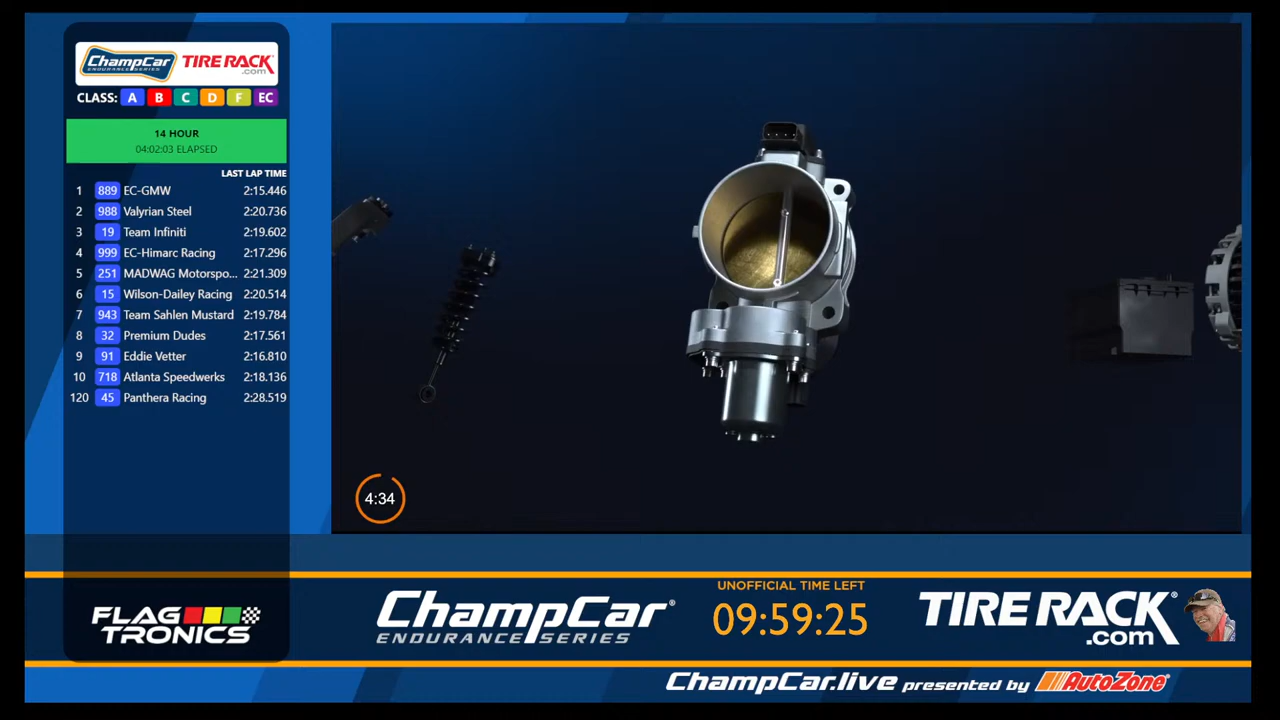 ChampCar
ENDURANCE SERIES
TIRE RACK
.com
CLASS: A B C D F EC
14 HOUR
04:02:03 ELAPSED
LAST LAP TIME
1 889 EC-GMW 2:15.446
2 988 Valyrian Steel 2:20.736
3 19 Team Infiniti 2:19.602
4 999 EC-Himarc Racing 2:17.296
5 251 MADWAG Motorspo... 2:21.309
6 15 Wilson-Dailey Racing 2:20.514
7 943 Team Sahlen Mustard 2:19.784
8 32 Premium Dudes 2:17.561
9 91 Eddie Vetter 2:16.810
10 718 Atlanta Speedwerks 2:18.136
120 45 Panthera Racing 2:28.519
4:34
FLAG
TRONICS
ChampCar®
ENDURANCE SERIES
UNOFFICIAL TIME LEFT
09:59:25
TIRE RACK®
.com
ChampCar.live presented by AutoZone